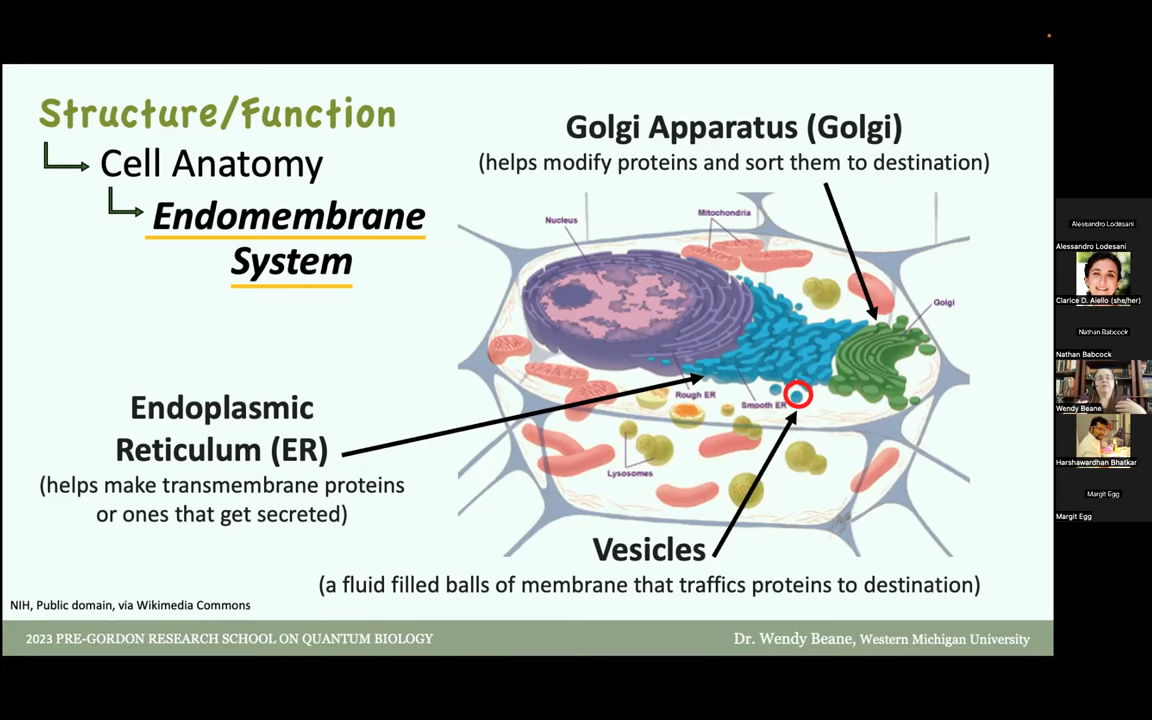 Structure/Function
Cell Anatomy
Endomembrane
System
Golgi Apparatus (Golgi)
(helps modify proteins and sort them to destination)
Nucleus
Mitochondria
Golgi
Rough ER
Smooth ER
Lysosomes
Endoplasmic
Reticulum (ER)
(helps make transmembrane proteins
or ones that get secreted)
Vesicles
(a fluid filled balls of membrane that traffics proteins to destination)
NIH, Public domain, via Wikimedia Commons
2023 PRE-GORDON RESEARCH SCHOOL ON QUANTUM BIOLOGY
Dr. Wendy Beane, Western Michigan University
Alessandro Lodesani
Alessandro Lodesani
Clarice D. Aiello (she/her)
Nathan Babcock
Nathan Babcock
Wendy Beane
Harshawardhan Bhatkar
Margit Egg
Margit Egg